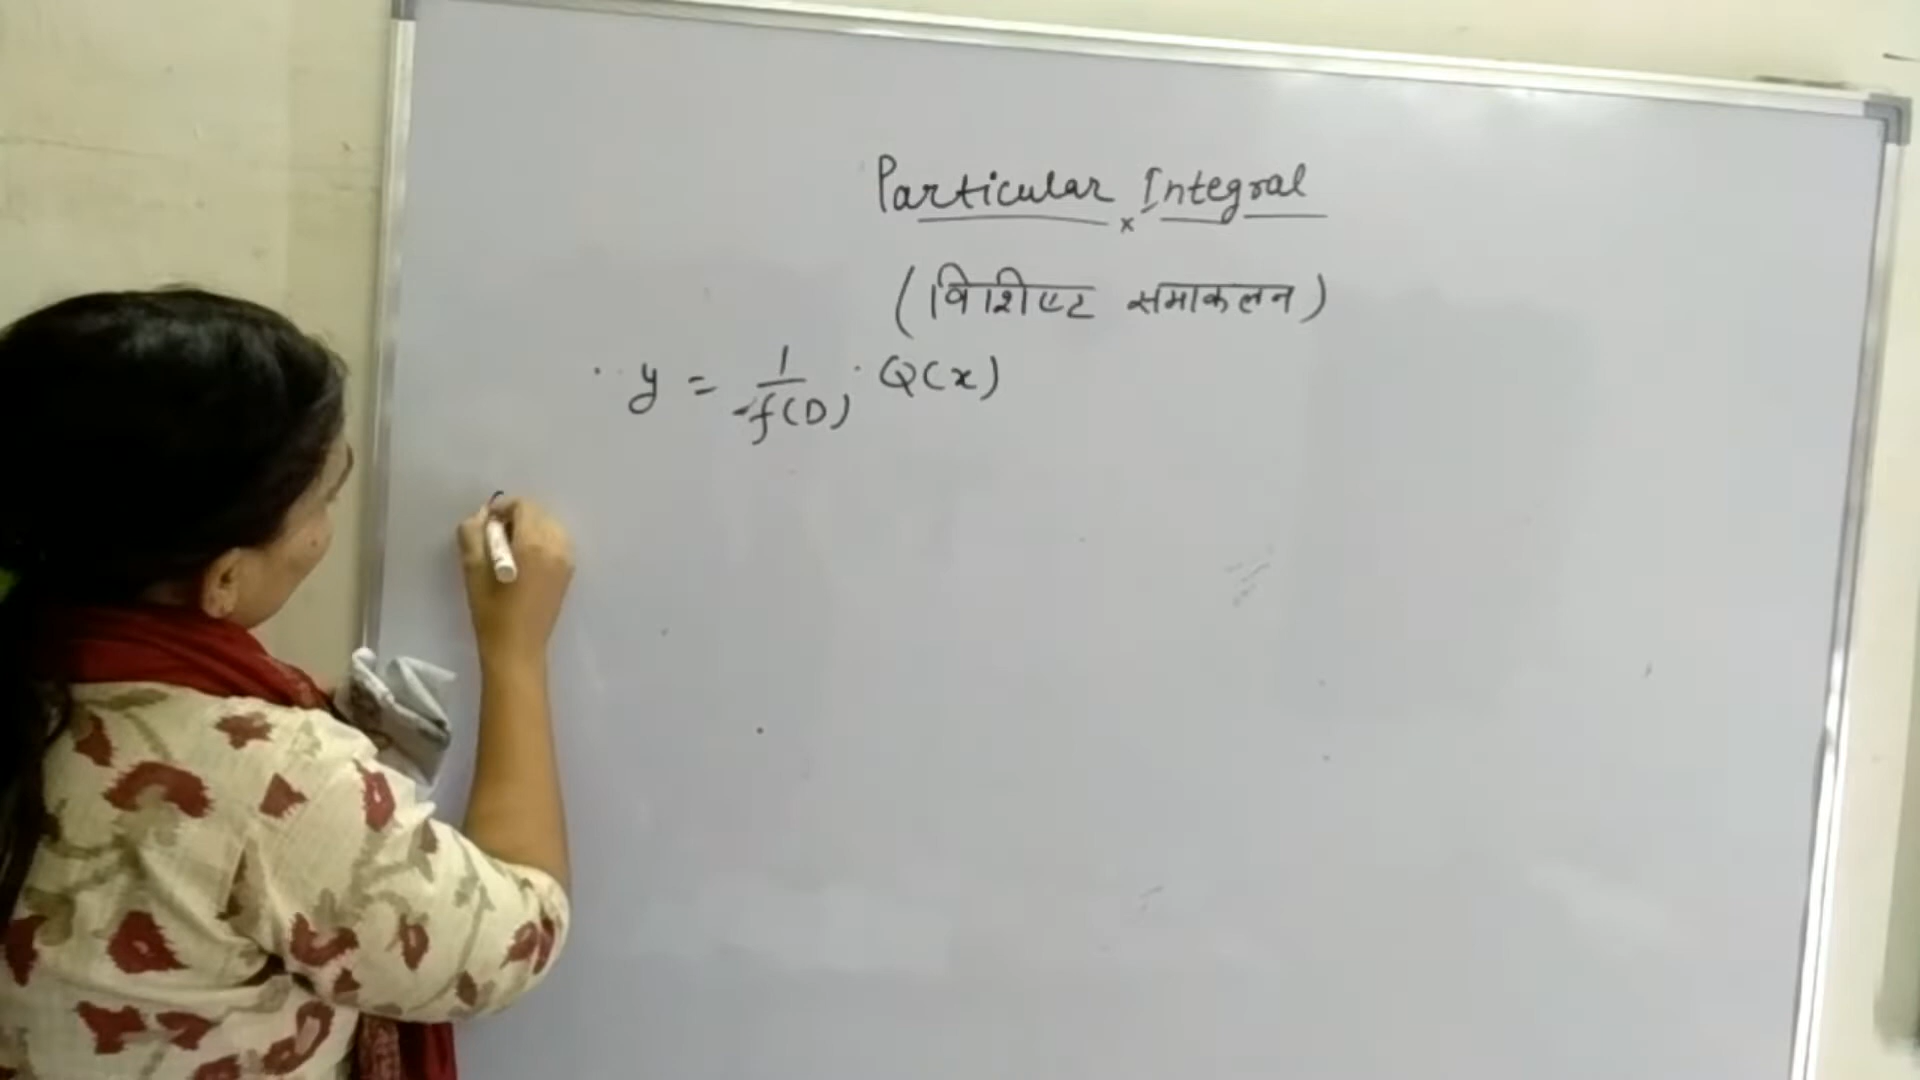 Particular Integral
(विशिष्ट समाकलन)
y = 1/f(D) · Q(x)